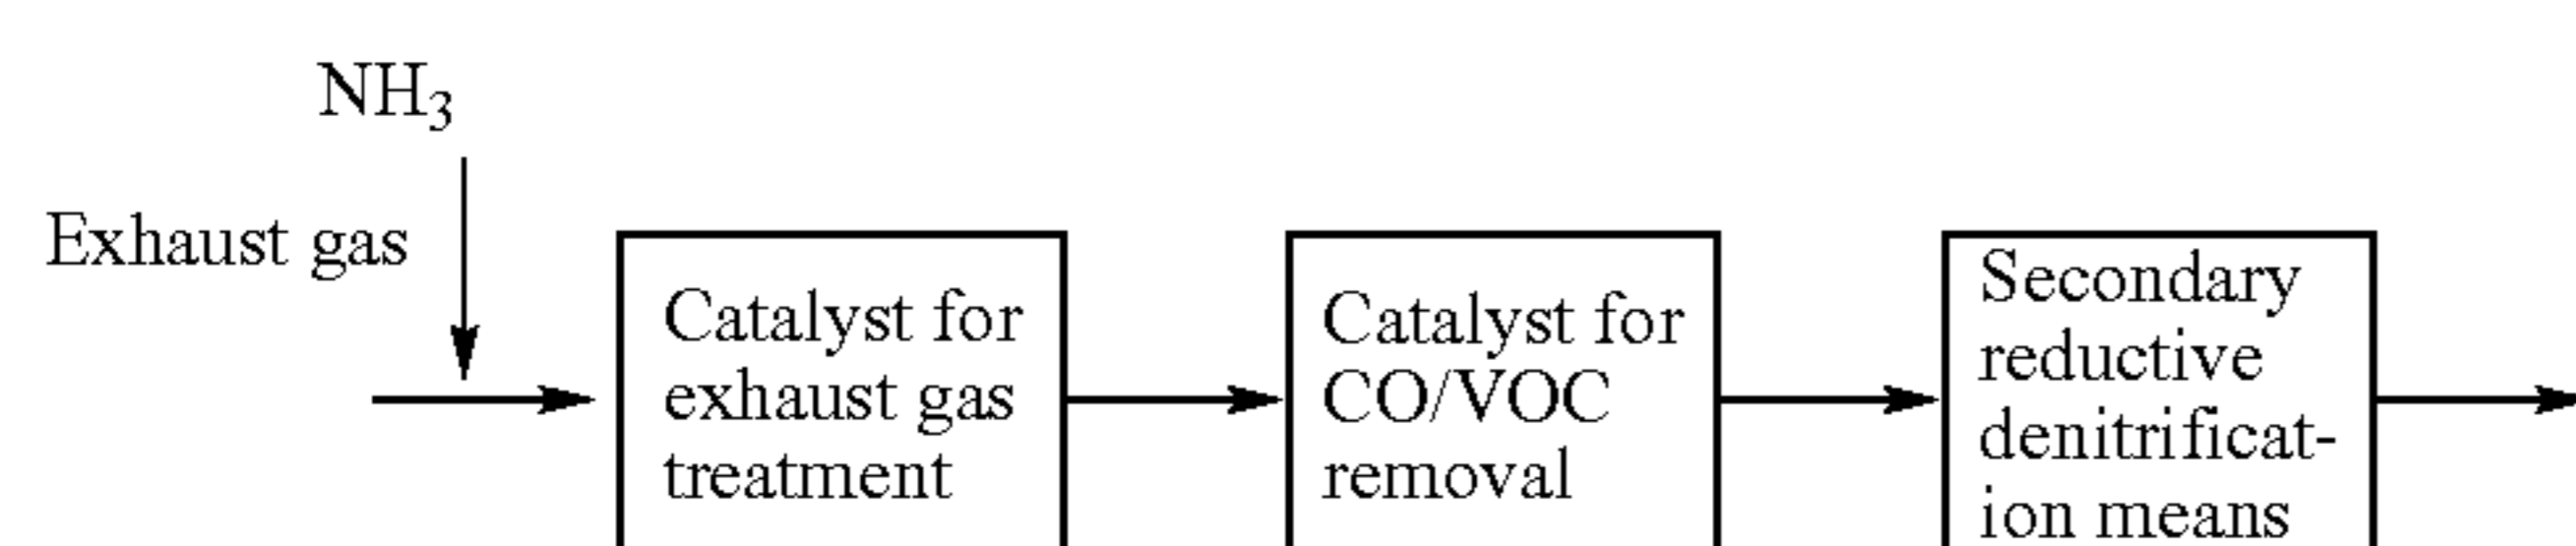 NH₃
Exhaust gas
Catalyst for
exhaust gas
treatment
Catalyst for
CO/VOC
removal
Secondary
reductive
denitrificat-
ion means